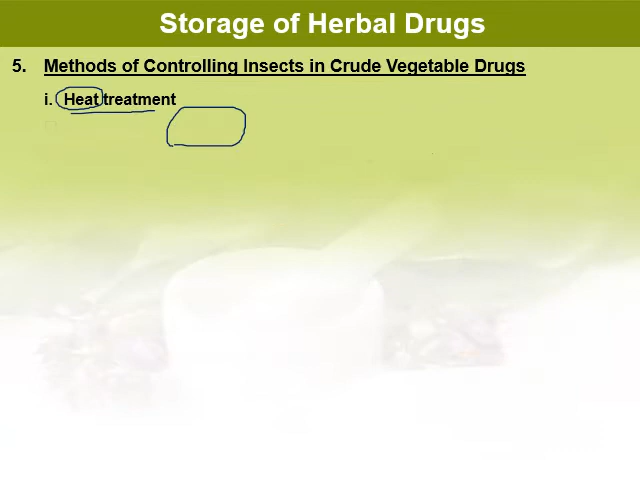 Storage of Herbal Drugs
5. Methods of Controlling Insects in Crude Vegetable Drugs
i. Heat treatment